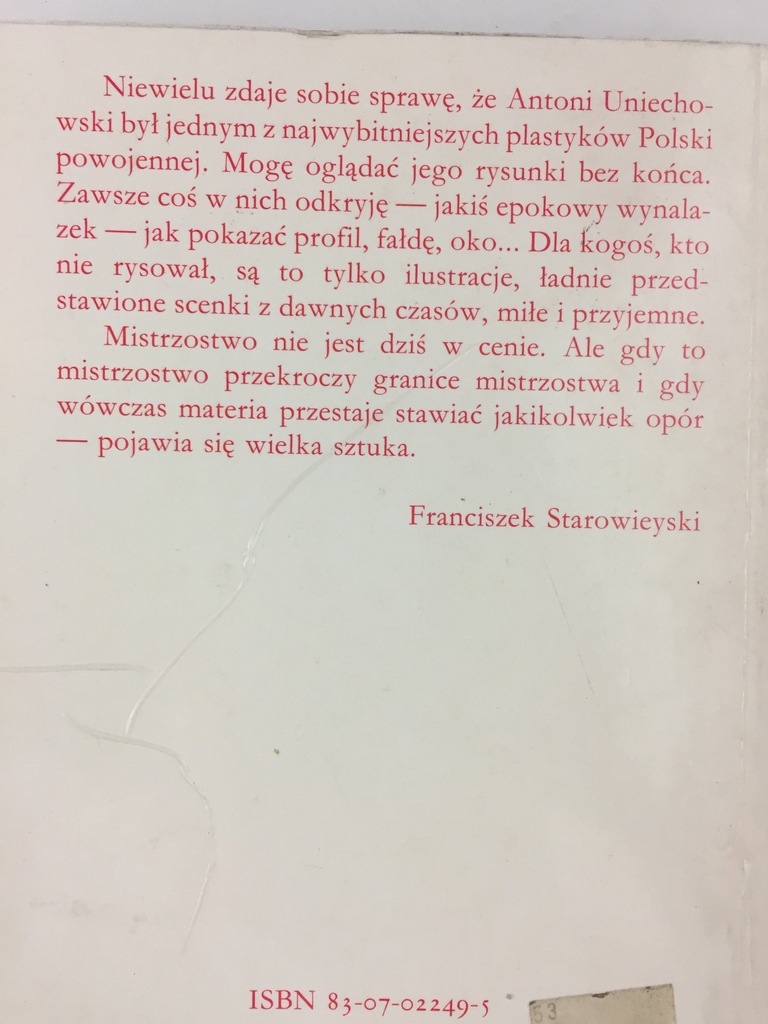 Niewielu zdaje sobie sprawę, że Antoni Uniecho-
wski był jednym z najwybitniejszych plastyków Polski
powojennej. Mogę oglądać jego rysunki bez końca.
Zawsze coś w nich odkryję — jakiś epokowy wynala-
zek — jak pokazać profil, fałdę, oko... Dla kogoś, kto
nie rysował, są to tylko ilustracje, ładnie przed-
stawione scenki z dawnych czasów, miłe i przyjemne.
Mistrzostwo nie jest dziś w cenie. Ale gdy to
mistrzostwo przekroczy granice mistrzostwa i gdy
wówczas materia przestaje stawiać jakikolwiek opór
— pojawia się wielka sztuka.
Franciszek Starowieyski
ISBN 83-07-02249-5
53